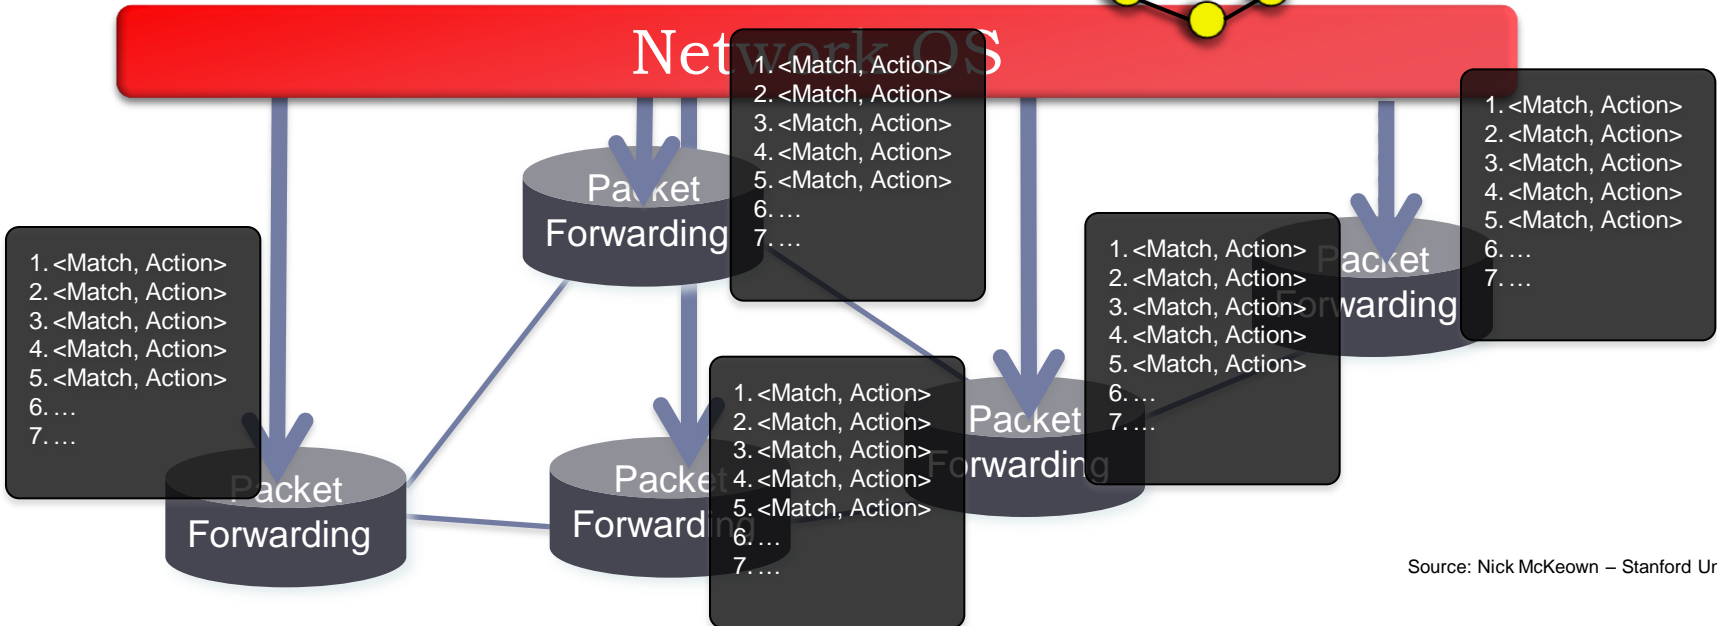 Network OS
1. <Match, Action>
2. <Match, Action>
3. <Match, Action>
4. <Match, Action>
5. <Match, Action>
6. …
7. …
1. <Match, Action>
2. <Match, Action>
3. <Match, Action>
4. <Match, Action>
5. <Match, Action>
6. …
7. …
Packet
Forwarding
1. <Match, Action>
2. <Match, Action>
3. <Match, Action>
4. <Match, Action>
5. <Match, Action>
6. …
7. …
Packet
Forwarding
1. <Match, Action>
2. <Match, Action>
3. <Match, Action>
4. <Match, Action>
5. <Match, Action>
6. …
7. …
Packet
Forwarding
1. <Match, Action>
2. <Match, Action>
3. <Match, Action>
4. <Match, Action>
5. <Match, Action>
6. …
7. …
Packet
Forwarding
Packet
Forwarding
Source: Nick McKeown – Stanford